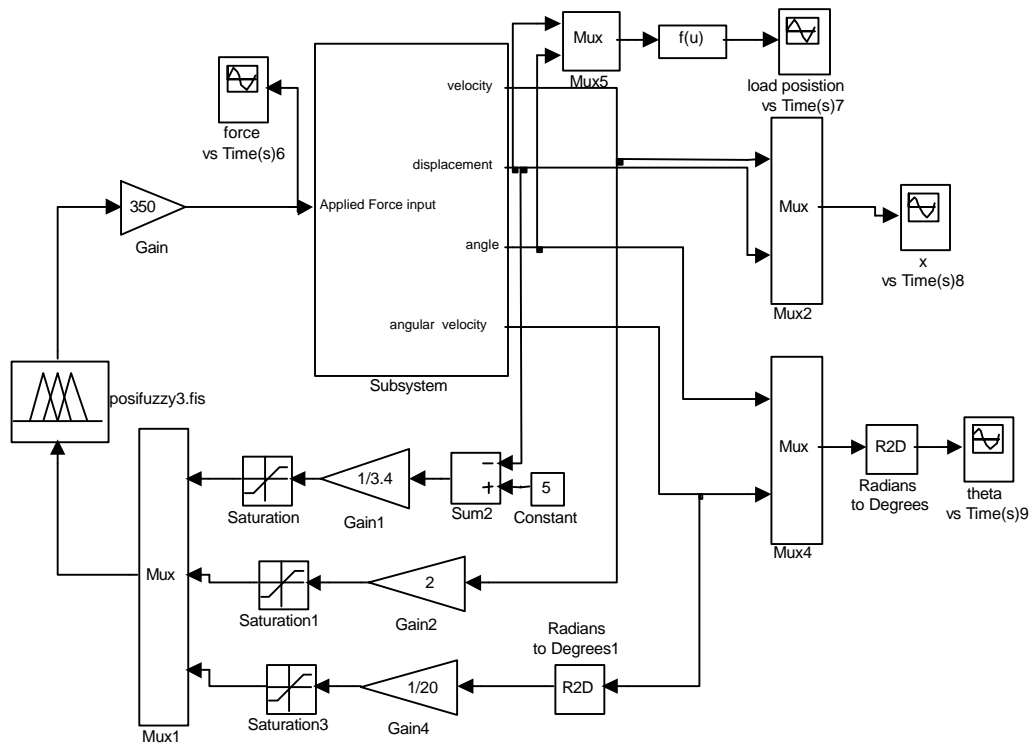 Mux
Mux5
f(u)
load posistion
vs Time(s)7
force
vs Time(s)6
velocity
displacement
Applied Force input
angle
angular velocity
Subsystem
350
Gain
Mux
Mux2
x
vs Time(s)8
posifuzzy3.fis
Mux
Mux4
R2D
Radians
to Degrees
theta
vs Time(s)9
Saturation
1/3.4
Gain1
−
+
Sum2
5
Constant
Mux
Mux1
Saturation1
2
Gain2
Radians
to Degrees1
R2D
1/20
Gain4
Saturation3